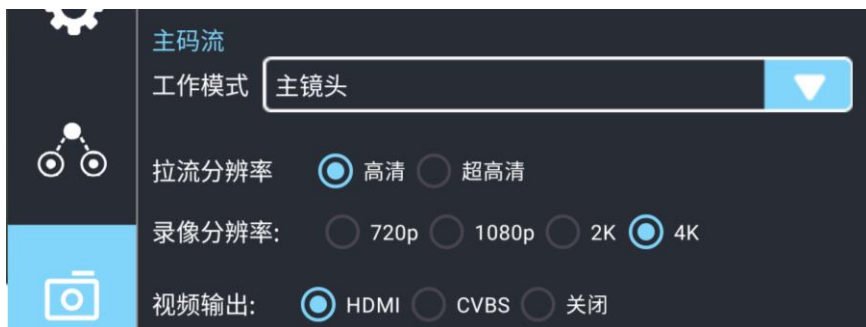 主码流
工作模式 主镜头
拉流分辨率 高清 超高清
录像分辨率: 720p 1080p 2K 4K
视频输出: HDMI CVBS 关闭